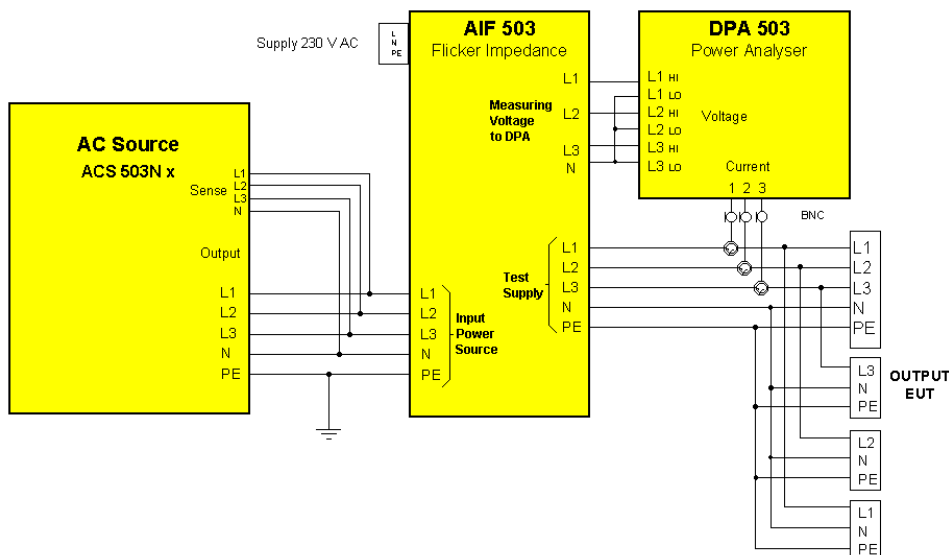 AIF 503
Flicker Impedance
DPA 503
Power Analyser
Supply 230 V AC
L
N
PE
L1
L2
L3
N
Measuring
Voltage
to DPA
L1 HI
L1 LO
L2 HI
L2 LO
L3 HI
L3 LO
Voltage
Current
1 2 3
BNC
AC Source
ACS 503N x
Sense
L1
L2
L3
N
Output
L1
L2
L3
N
PE
L1
L2
L3
N
PE
Input
Power
Source
Test
Supply
L1
L2
L3
N
PE
L1
L2
L3
N
PE
L3
N
PE
OUTPUT
EUT
L2
N
PE
L1
N
PE